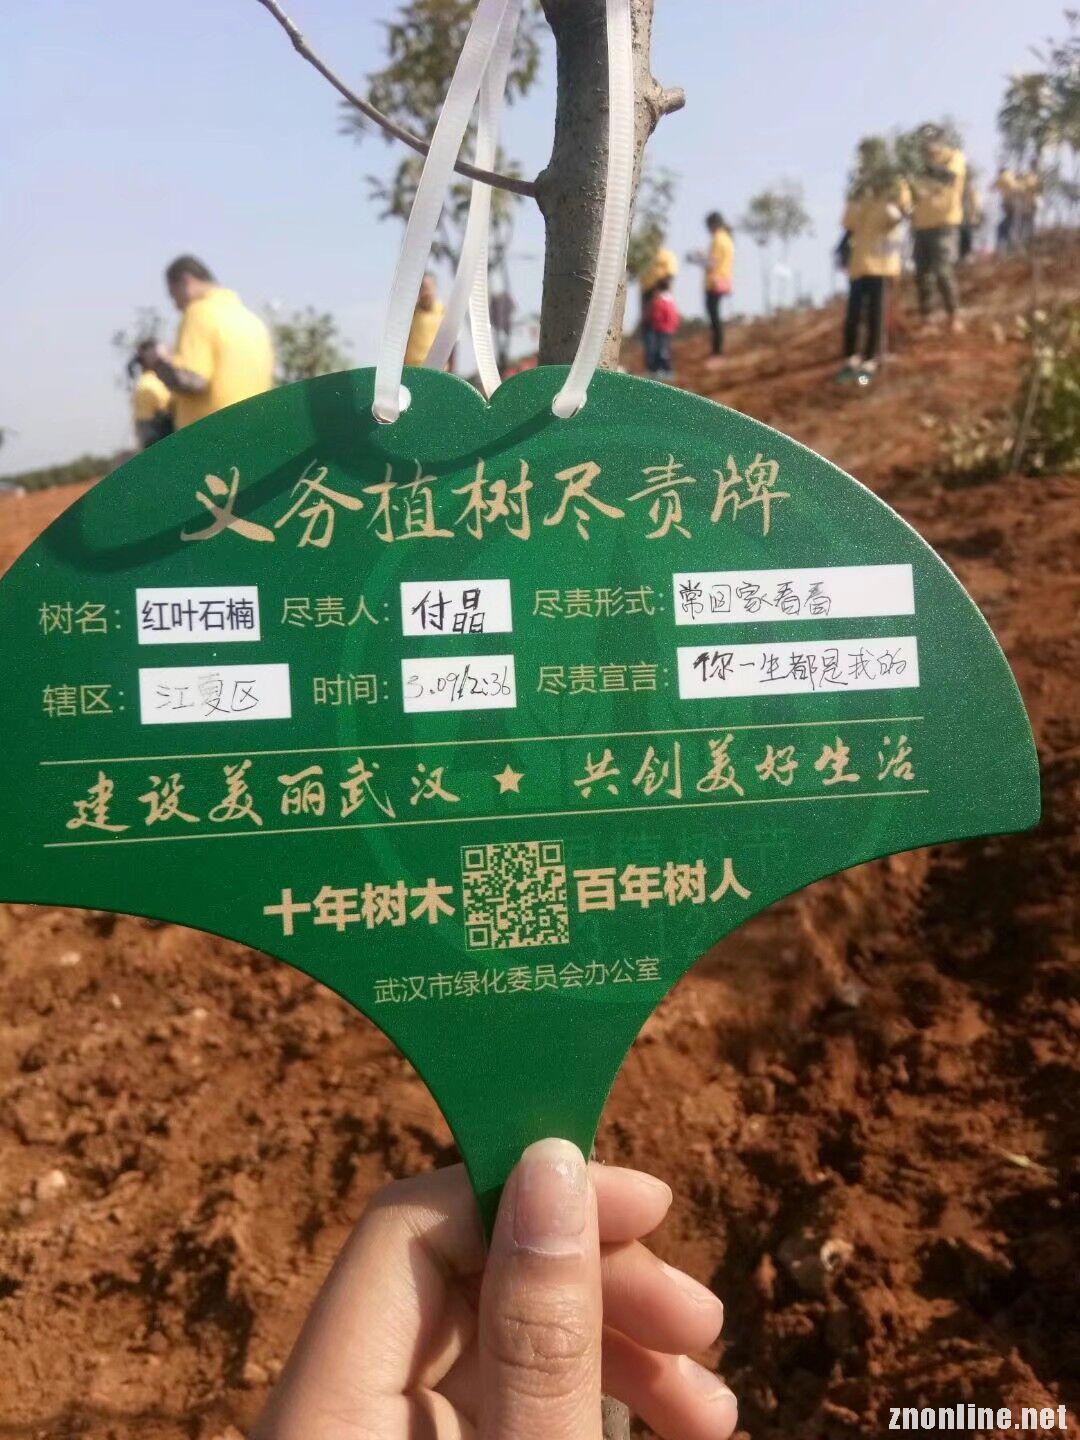 义务植树尽责牌
树名: 红叶石楠 尽责人: 付晶 尽责形式: 常回家看看
辖区: 江夏区 时间: 3.09/12:36 尽责宣言: 你一生都是我的
建设美丽武汉 ★ 共创美好生活
十年树木 百年树人
武汉市绿化委员会办公室
znonline.net